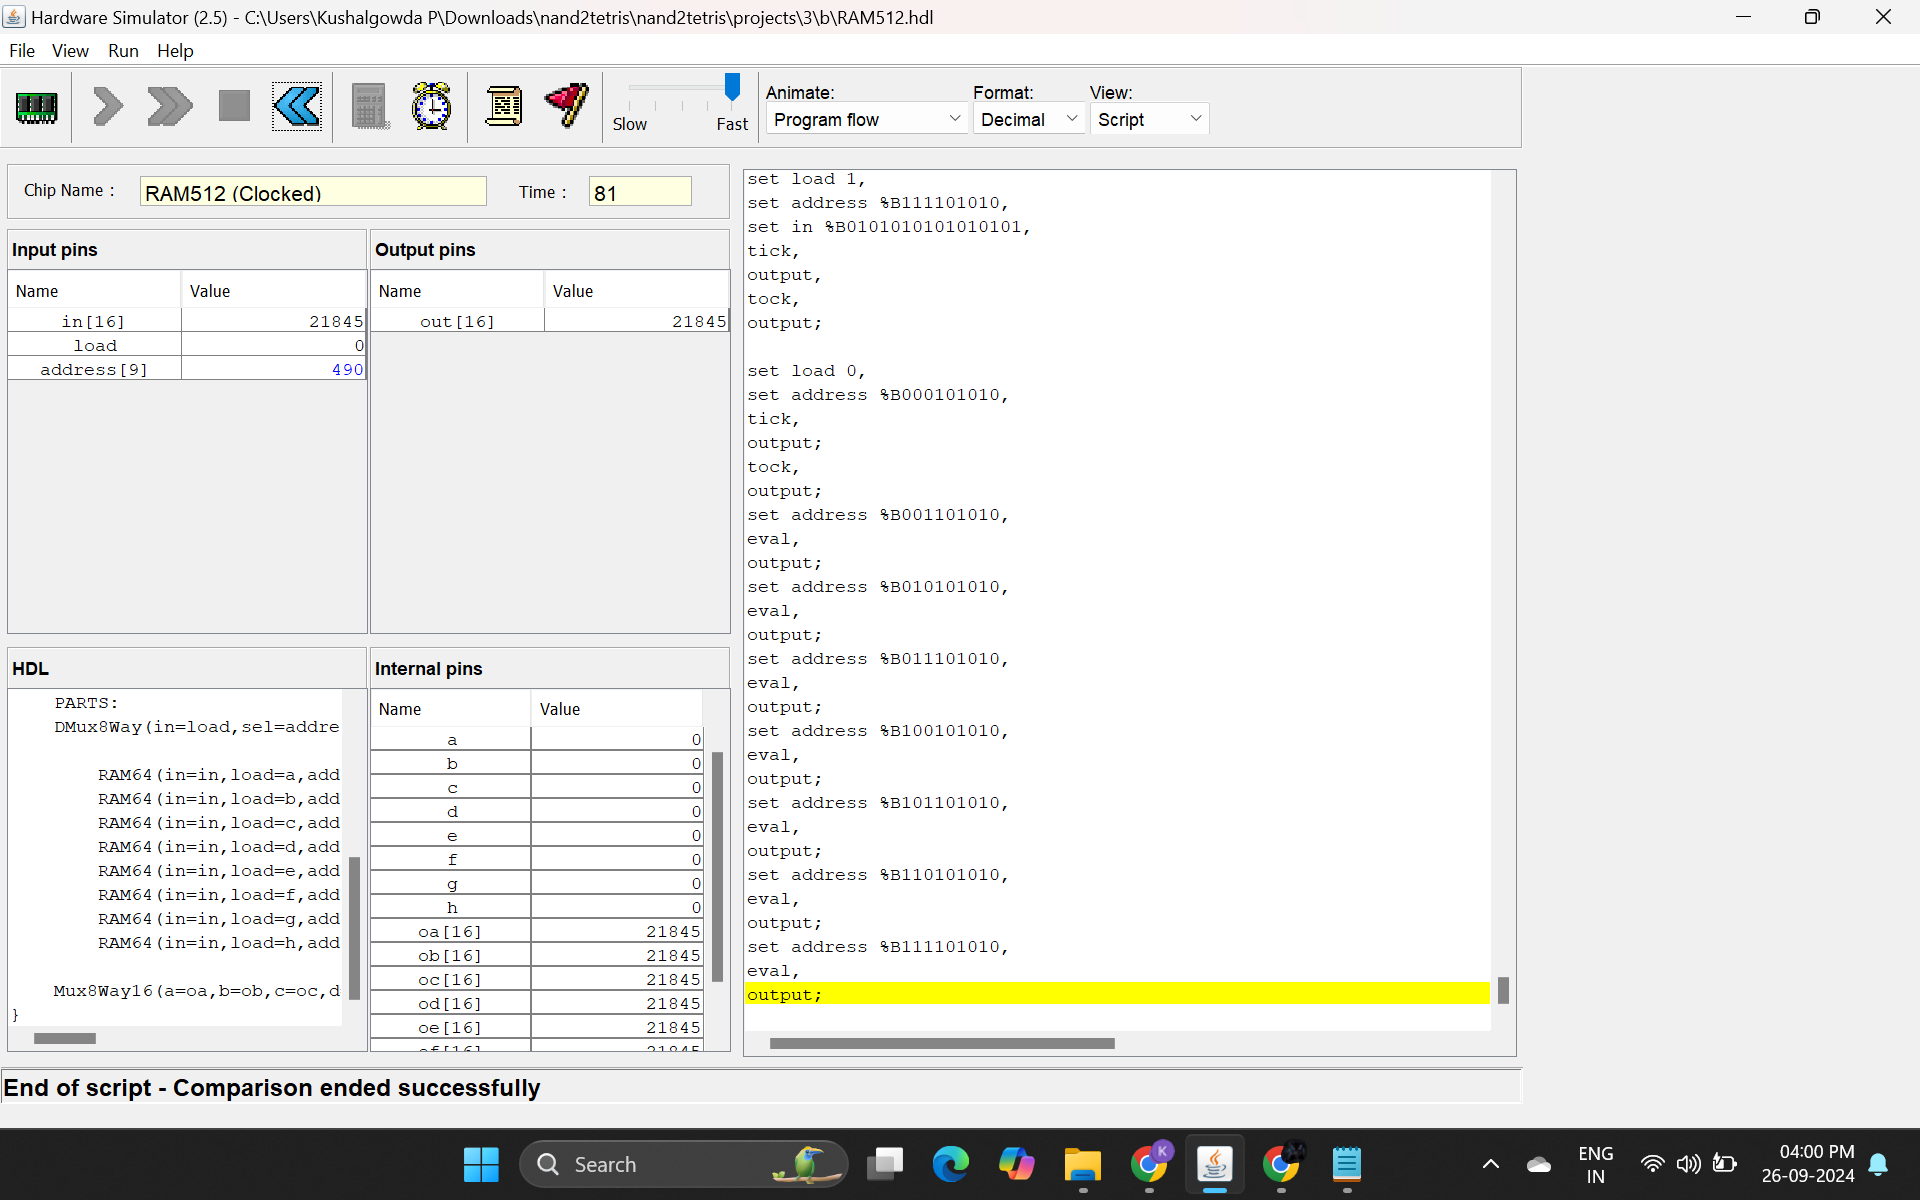 Hardware Simulator (2.5) - C:\Users\Kushalgowda P\Downloads\nand2tetris\nand2tetris\projects\3\b\RAM512.hdl
File View Run Help
Slow Fast
Animate: Format: View:
Program flow Decimal Script
Chip Name : RAM512 (Clocked) Time : 81
Input pins
Name Value
in[16] 21845
load 0
address[9] 490
Output pins
Name Value
out[16] 21845
HDL
PARTS:
DMux8Way(in=load,sel=addre
RAM64(in=in,load=a,add
RAM64(in=in,load=b,add
RAM64(in=in,load=c,add
RAM64(in=in,load=d,add
RAM64(in=in,load=e,add
RAM64(in=in,load=f,add
RAM64(in=in,load=g,add
RAM64(in=in,load=h,add
Mux8Way16(a=oa,b=ob,c=oc,d
}
Internal pins
Name Value
a 0
b 0
c 0
d 0
e 0
f 0
g 0
h 0
oa[16] 21845
ob[16] 21845
oc[16] 21845
od[16] 21845
oe[16] 21845
set load 1,
set address %B111101010,
set in %B0101010101010101,
tick,
output,
tock,
output;
set load 0,
set address %B000101010,
tick,
output;
tock,
output;
set address %B001101010,
eval,
output;
set address %B010101010,
eval,
output;
set address %B011101010,
eval,
output;
set address %B100101010,
eval,
output;
set address %B101101010,
eval,
output;
set address %B110101010,
eval,
output;
set address %B111101010,
eval,
output;
End of script - Comparison ended successfully
Search
K
ENG
IN
04:00 PM
26-09-2024